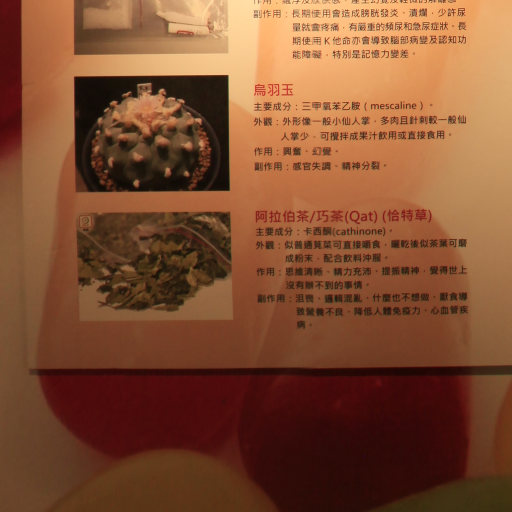 副作用：長期使用會造成膀胱發炎、潰爛，少許尿
量就會疼痛，有嚴重的頻尿和急尿症狀。長
期使用K他命亦會導致腦部病變及認知功
能障礙，特別是記憶力變差。
烏羽玉
主要成分：三甲氧苯乙胺（mescaline）。
外觀：外形像一般小仙人掌，多肉且針刺較一般仙
人掌少，可攪拌成果汁飲用或直接食用。
作用：興奮、幻覺。
副作用：感官失調、精神分裂。
阿拉伯茶/巧茶(Qat) (恰特草)
主要成分：卡西酮(cathinone)。
外觀：似普通莧菜可直接嚼食，曬乾後似茶葉可磨
成粉末，配合飲料沖服。
作用：思維清晰、精力充沛、提振精神，覺得世上
沒有辦不到的事情。
副作用：沮喪、邏輯混亂、什麼也不想做，厭食導
致營養不良，降低人體免疫力、心血管疾
病。